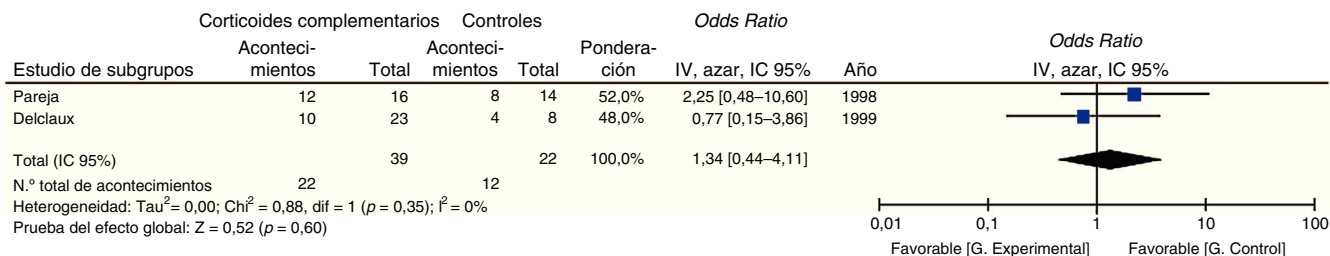 Corticoides complementarios Controles Odds Ratio Odds Ratio
Aconteci- Aconteci- Pondera-
Estudio de subgrupos mientos Total mientos Total ción IV, azar, IC 95% Año IV, azar, IC 95%
Pareja 12 16 8 14 52,0% 2,25 [0,48–10,60] 1998
Delclaux 10 23 4 8 48,0% 0,77 [0,15–3,86] 1999
Total (IC 95%) 39 22 100,0% 1,34 [0,44–4,11]
N.º total de acontecimientos 22 12
Heterogeneidad: Tau²= 0,00; Chi² = 0,88, dif = 1 (p = 0,35); I² = 0%
Prueba del efecto global: Z = 0,52 (p = 0,60)
0,01 0,1 1 10 100
Favorable [G. Experimental] Favorable [G. Control]